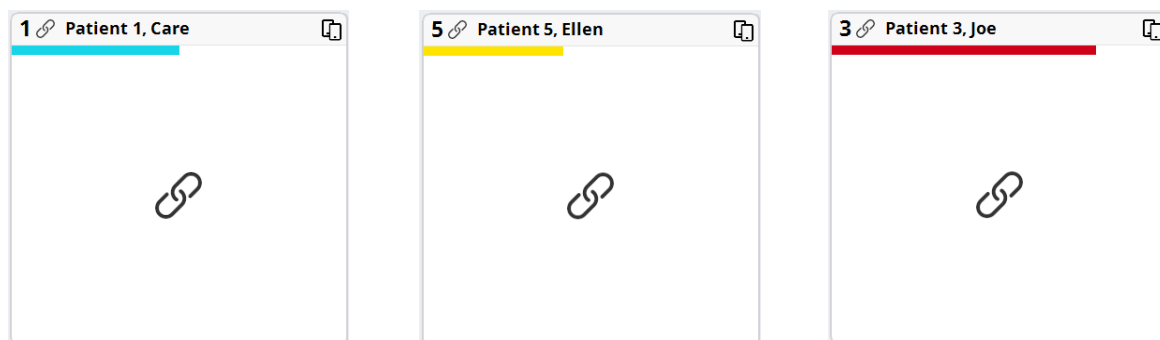 1 Patient 1, Care
5 Patient 5, Ellen
3 Patient 3, Joe